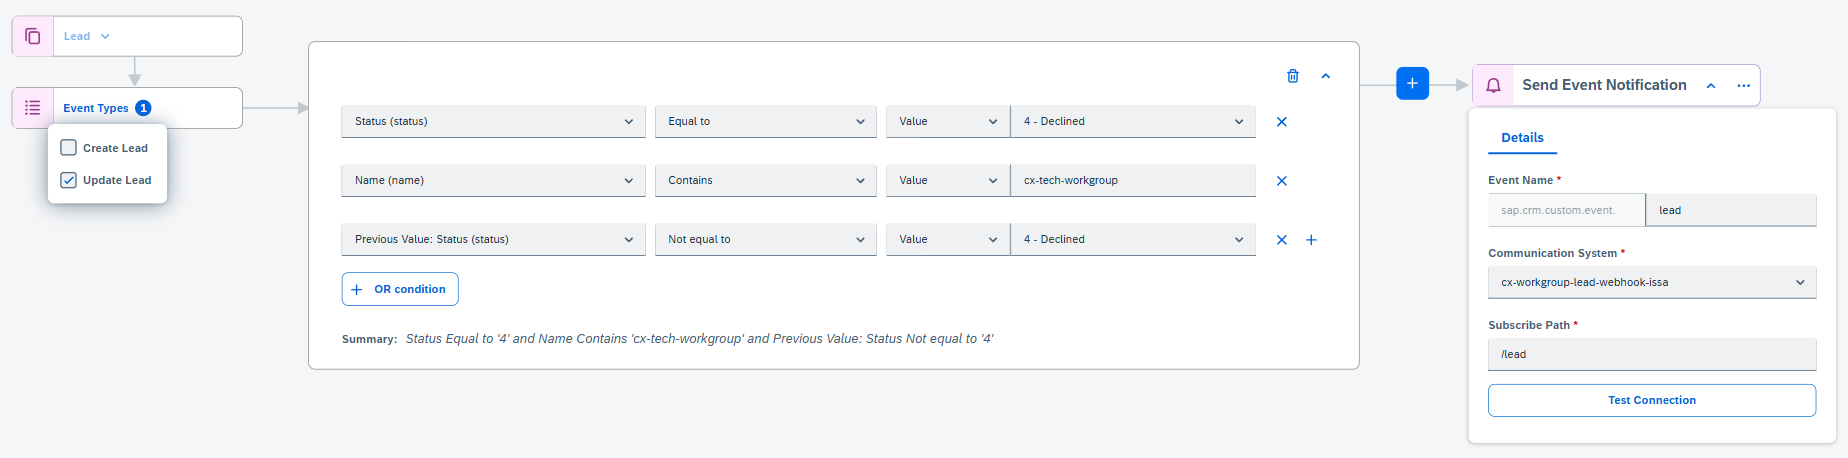 Lead
Event Types 1
Create Lead
Update Lead
Status (status) Equal to Value 4 - Declined
Name (name) Contains Value cx-tech-workgroup
Previous Value: Status (status) Not equal to Value 4 - Declined
OR condition
Summary: Status Equal to '4' and Name Contains 'cx-tech-workgroup' and Previous Value: Status Not equal to '4'
Send Event Notification
Details
Event Name *
sap.crm.custom.event. lead
Communication System *
cx-workgroup-lead-webhook-issa
Subscribe Path *
/lead
Test Connection